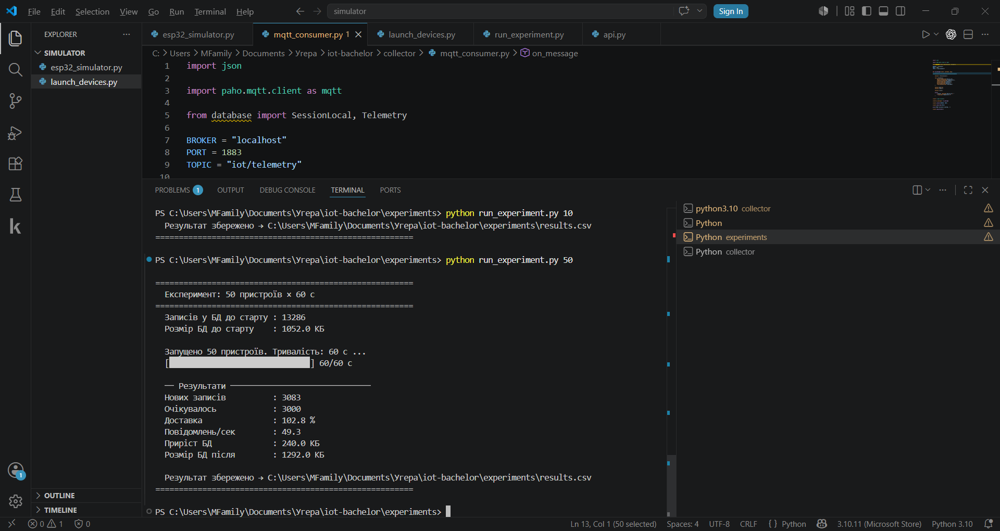 File Edit Selection View Go Run Terminal Help
simulator
Sign In
EXPLORER
SIMULATOR
esp32_simulator.py
launch_devices.py
OUTLINE
TIMELINE
esp32_simulator.py
mqtt_consumer.py 1
launch_devices.py
run_experiment.py
api.py
C: > Users > MFamily > Documents > Угера > iot-bachelor > collector > mqtt_consumer.py > on_message
1 import json
2
3 import paho.mqtt.client as mqtt
4
5 from database import SessionLocal, Telemetry
6
7 BROKER = "localhost"
8 PORT = 1883
9 TOPIC = "iot/telemetry"
10
PROBLEMS 1 OUTPUT DEBUG CONSOLE TERMINAL PORTS
PS C:\Users\MFamily\Documents\Угера\iot-bachelor\experiments> python run_experiment.py 10
Результат збережено → C:\Users\MFamily\Documents\Угера\iot-bachelor\experiments\results.csv
=======================================================
PS C:\Users\MFamily\Documents\Угера\iot-bachelor\experiments> python run_experiment.py 50
=======================================================
Експеримент: 50 пристроїв × 60 с
=======================================================
Записів у БД до старту : 13286
Розмір БД до старту : 1052.0 КБ
Запущено 50 пристроїв. Тривалість: 60 с ...
[██████████████████████████████] 60/60 с
── Результати ──────────────────────────────
Нових записів : 3083
Очікувалось : 3000
Доставка : 102.8 %
Повідомлень/сек : 49.3
Приріст БД : 240.0 КБ
Розмір БД після : 1292.0 КБ
Результат збережено → C:\Users\MFamily\Documents\Угера\iot-bachelor\experiments\results.csv
=======================================================
PS C:\Users\MFamily\Documents\Угера\iot-bachelor\experiments>
python3.10 collector
Python
Python experiments
Python collector
1
0 1 0
Ln 13, Col 1 (50 selected) Spaces: 4 UTF-8 CRLF { } Python 3.10.11 (Microsoft Store) Python 3.10